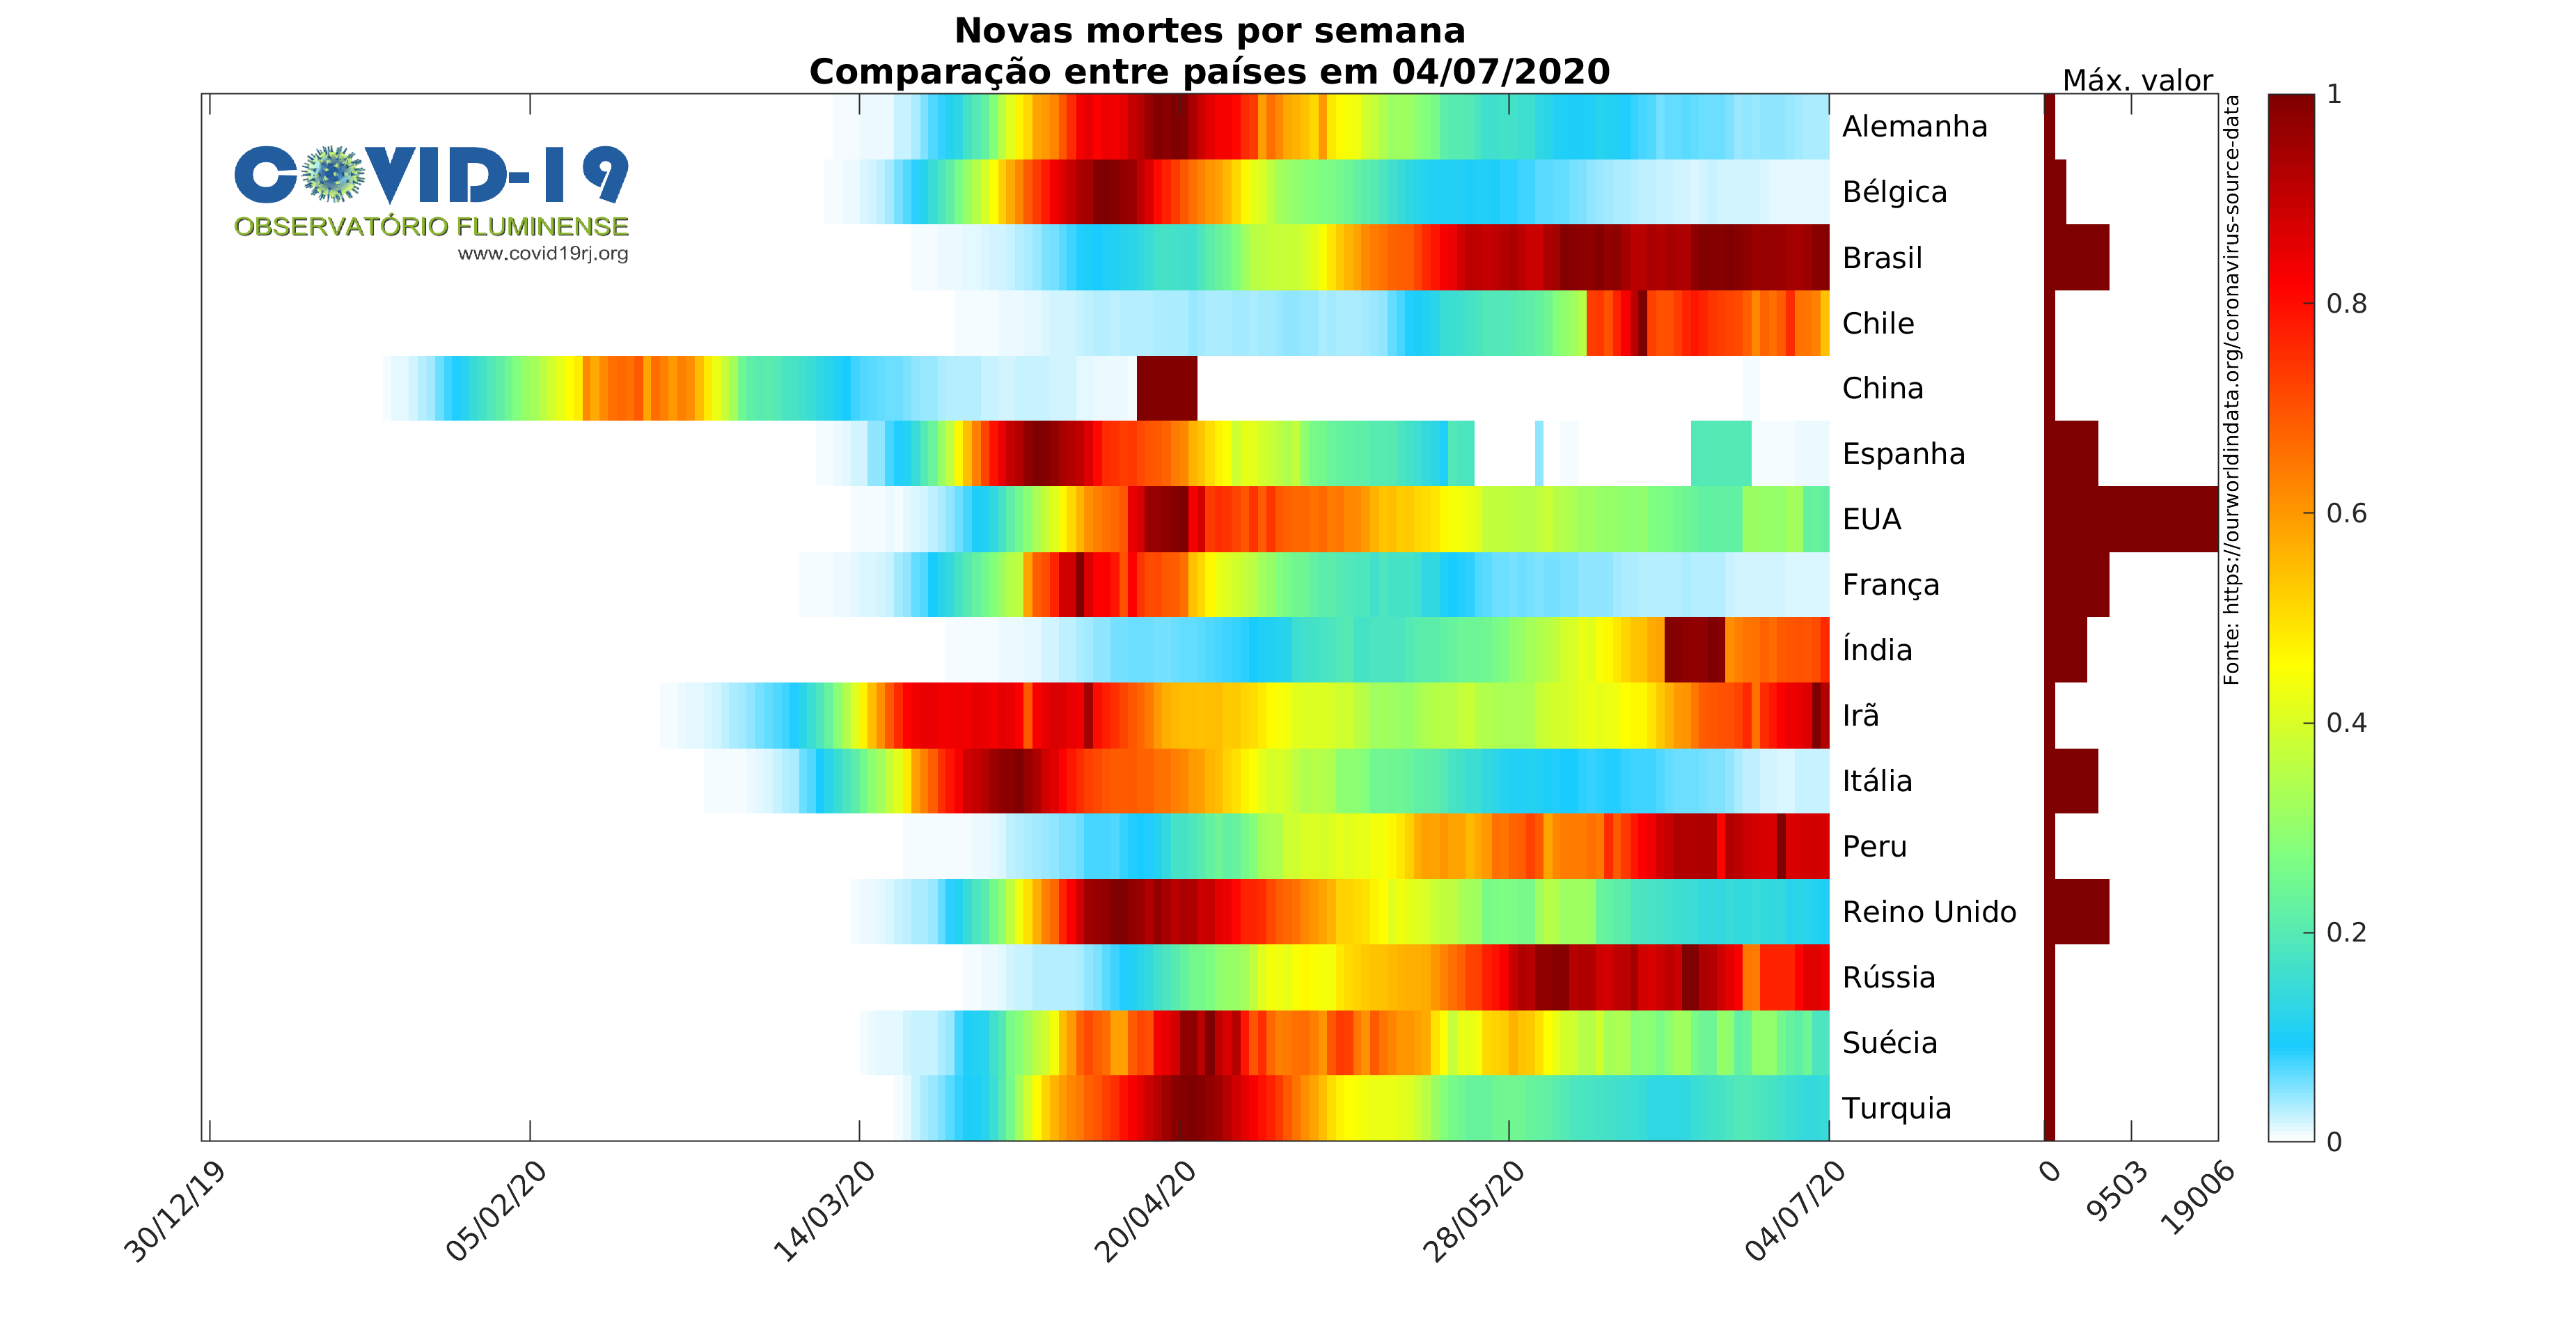 Novas mortes por semana
Comparação entre países em 04/07/2020
Máx. valor
COVID-19
OBSERVATÓRIO FLUMINENSE
www.covid19rj.org
Alemanha
Bélgica
Brasil
Chile
China
Espanha
EUA
França
Índia
Irã
Itália
Peru
Reino Unido
Rússia
Suécia
Turquia
Fonte: https://ourworldindata.org/coronavirus-source-data
1
0.8
0.6
0.4
0.2
0
30/12/19
05/02/20
14/03/20
20/04/20
28/05/20
04/07/20
0
9503
19006